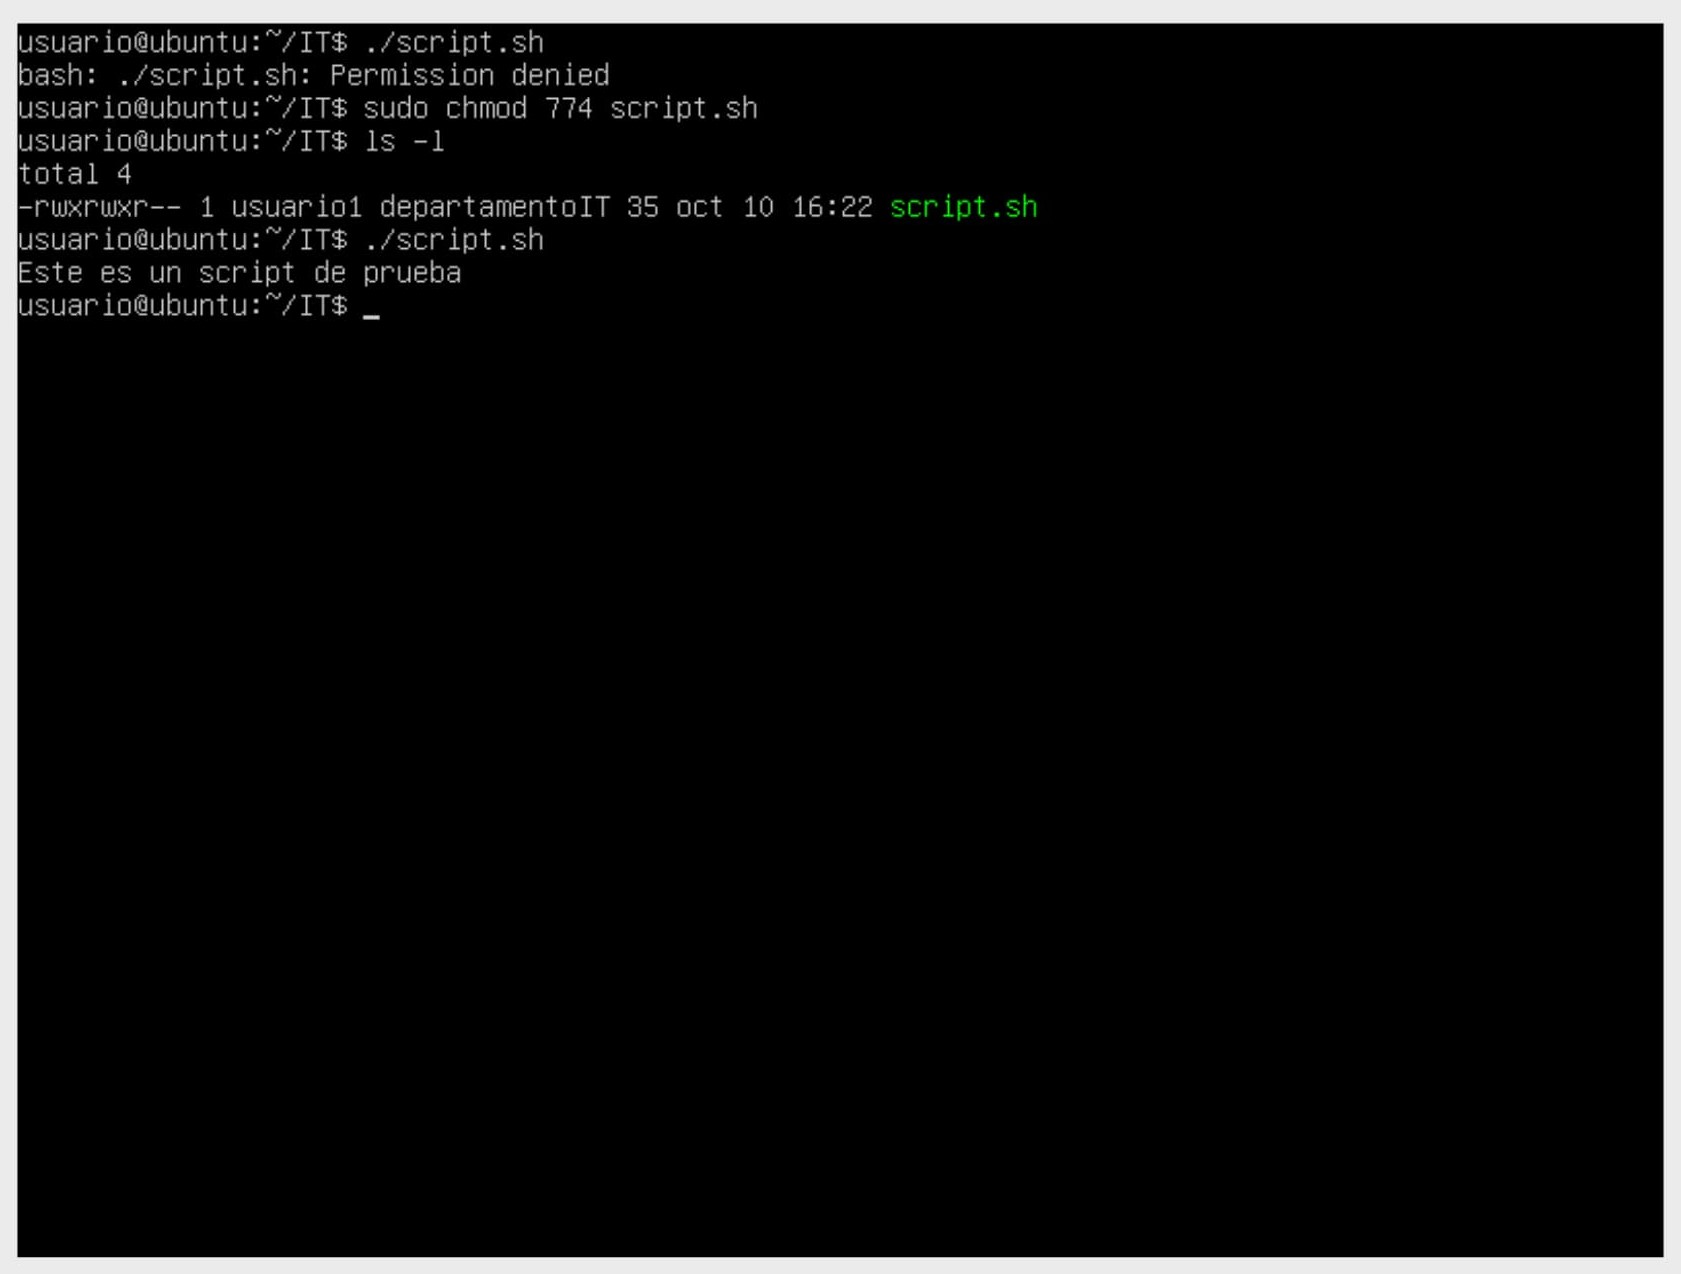 usuario@ubuntu:~/IT$ ./script.sh
bash: ./script.sh: Permission denied
usuario@ubuntu:~/IT$ sudo chmod 774 script.sh
usuario@ubuntu:~/IT$ ls -l
total 4
-rwxrwxr-- 1 usuario1 departamentoIT 35 oct 10 16:22 script.sh
usuario@ubuntu:~/IT$ ./script.sh
Este es un script de prueba
usuario@ubuntu:~/IT$ _